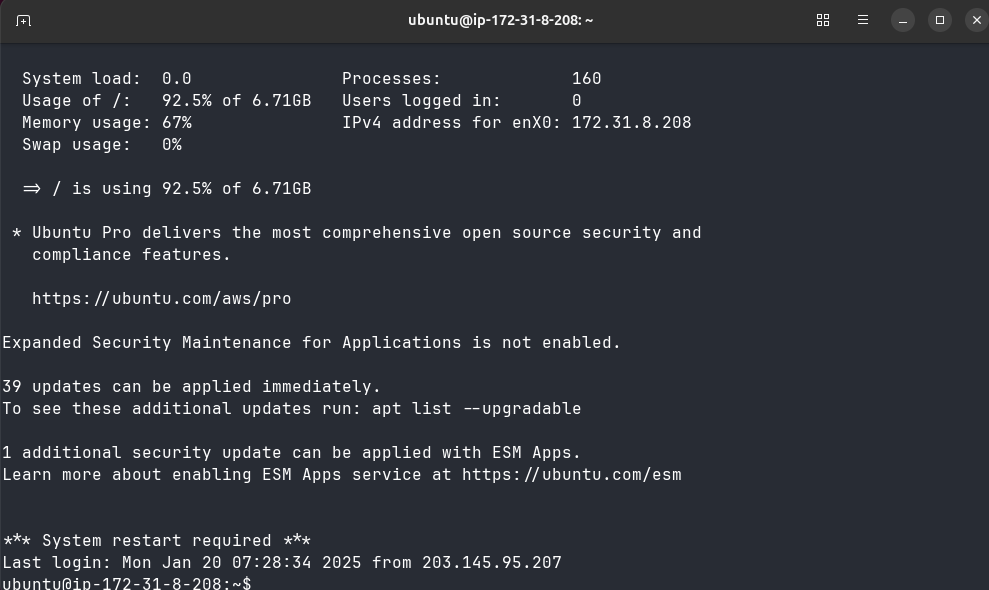 ubuntu@ip-172-31-8-208: ~
System load: 0.0 Processes: 160
Usage of /: 92.5% of 6.71GB Users logged in: 0
Memory usage: 67% IPv4 address for enX0: 172.31.8.208
Swap usage: 0%
=> / is using 92.5% of 6.71GB
* Ubuntu Pro delivers the most comprehensive open source security and
compliance features.
https://ubuntu.com/aws/pro
Expanded Security Maintenance for Applications is not enabled.
39 updates can be applied immediately.
To see these additional updates run: apt list --upgradable
1 additional security update can be applied with ESM Apps.
Learn more about enabling ESM Apps service at https://ubuntu.com/esm
*** System restart required ***
Last login: Mon Jan 20 07:28:34 2025 from 203.145.95.207
ubuntu@ip-172-31-8-208:~$